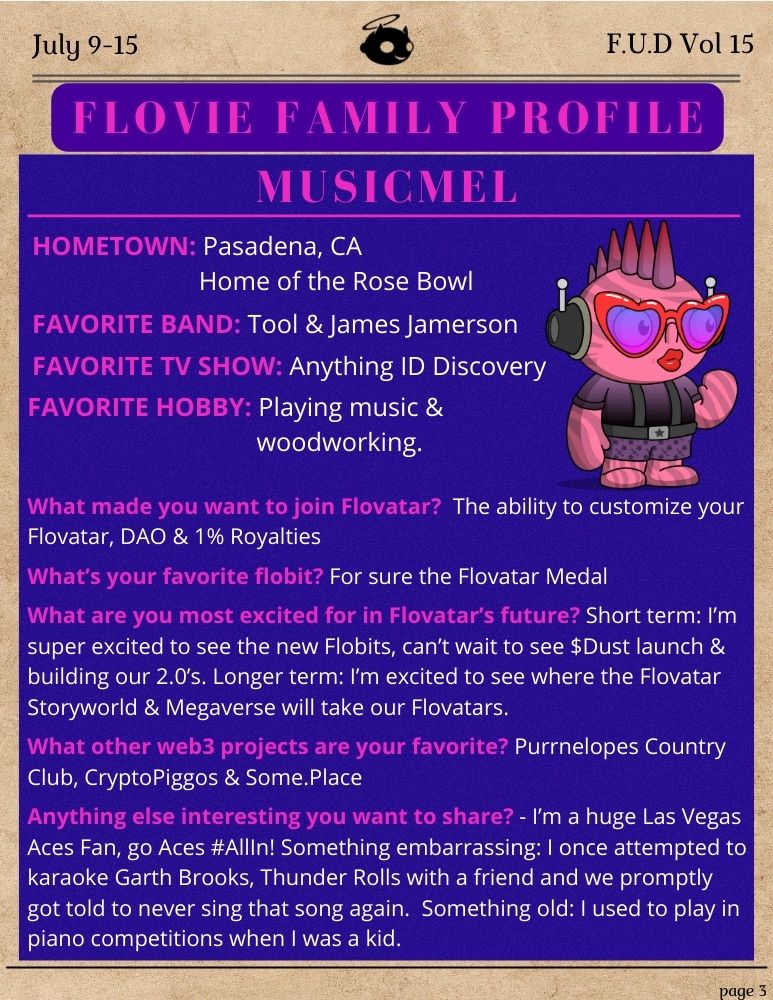 July 9-15
F.U.D Vol 15
FLOVIE FAMILY PROFILE
MUSICMEL
HOMETOWN: Pasadena, CA
Home of the Rose Bowl
FAVORITE BAND: Tool & James Jamerson
FAVORITE TV SHOW: Anything ID Discovery
FAVORITE HOBBY: Playing music &
woodworking.
What made you want to join Flovatar? The ability to customize your
Flovatar, DAO & 1% Royalties
What's your favorite flobit? For sure the Flovatar Medal
What are you most excited for in Flovatar's future? Short term: I'm
super excited to see the new Flobits, can't wait to see $Dust launch &
building our 2.0's. Longer term: I'm excited to see where the Flovatar
Storyworld & Megaverse will take our Flovatars.
What other web3 projects are your favorite? Purrnelopes Country
Club, CryptoPiggos & Some.Place
Anything else interesting you want to share? - I'm a huge Las Vegas
Aces Fan, go Aces #AllIn! Something embarrassing: I once attempted to
karaoke Garth Brooks, Thunder Rolls with a friend and we promptly
got told to never sing that song again. Something old: I used to play in
piano competitions when I was a kid.
page 3